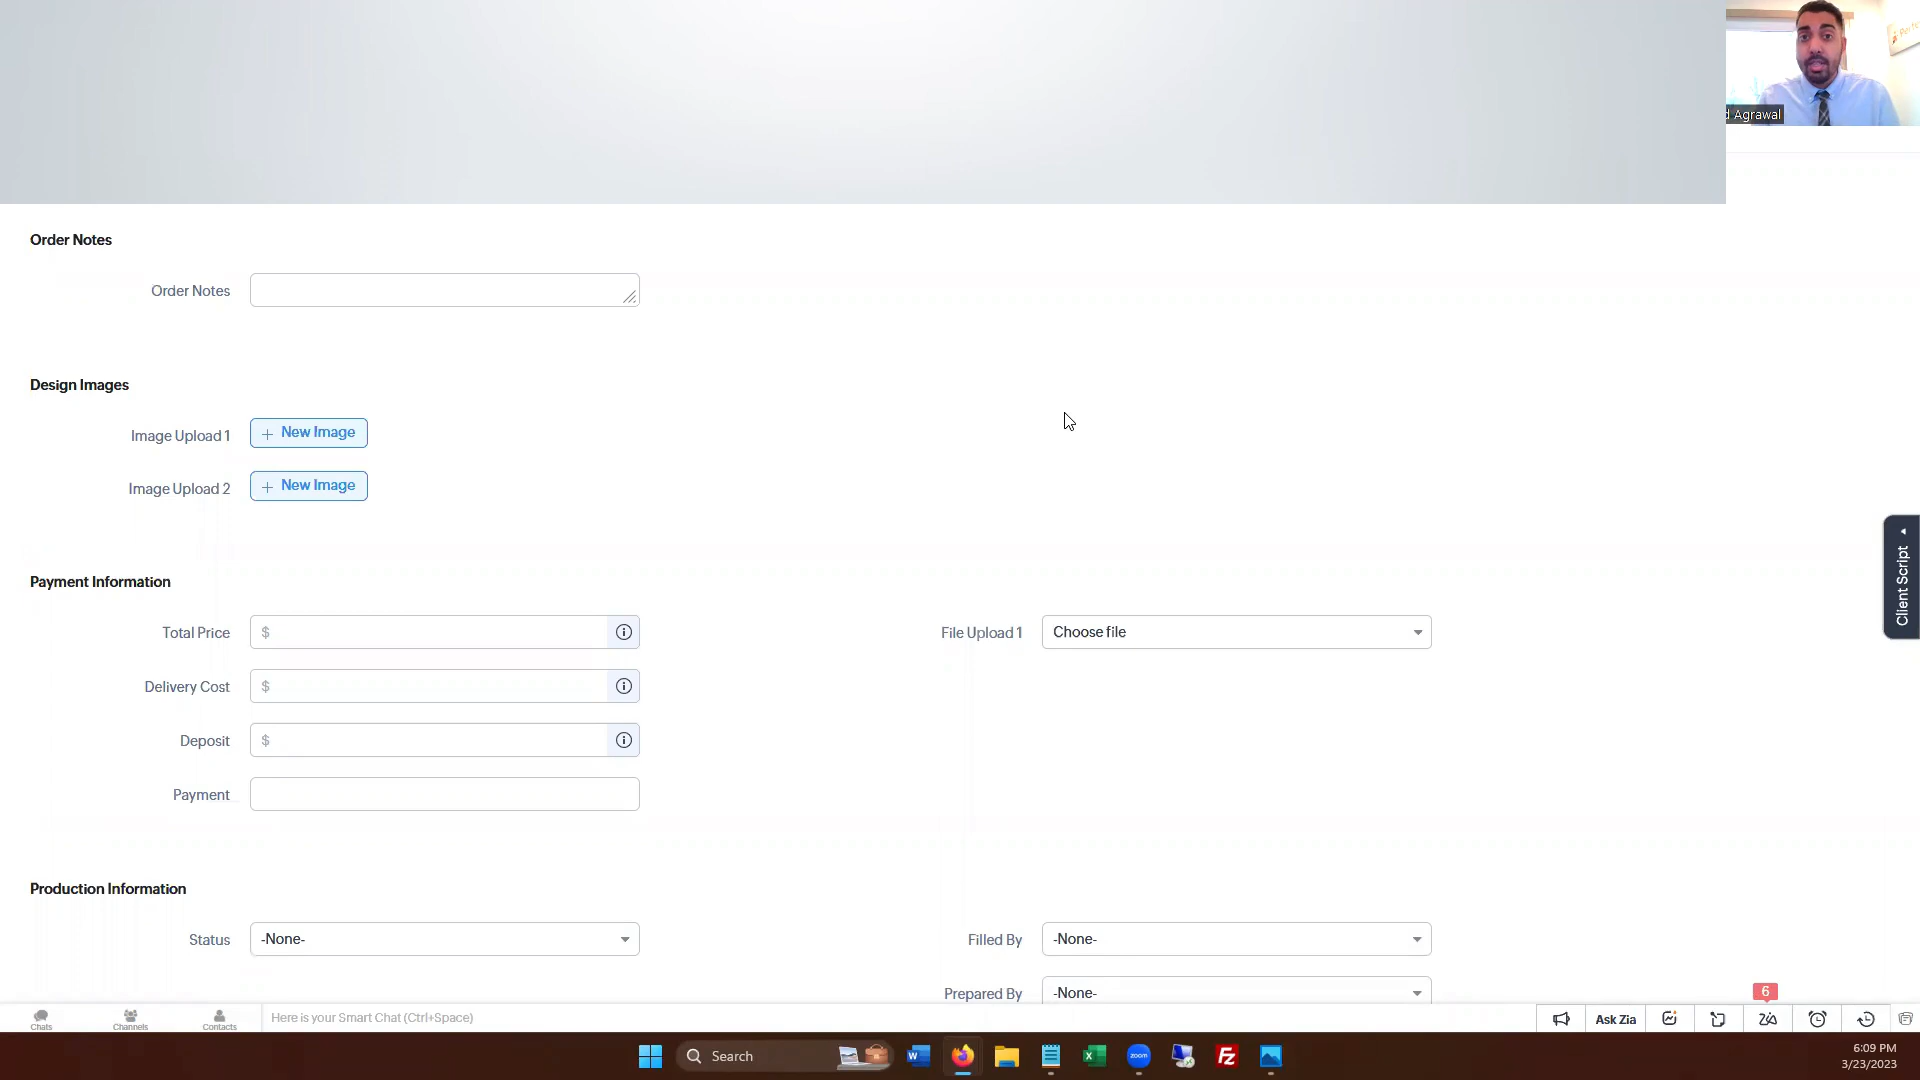 d Agrawal
Order Notes
Order Notes
Design Images
Image Upload 1
New Image
Image Upload 2
New Image
Payment Information
Total Price
$
File Upload 1
Choose file
Delivery Cost
$
Deposit
$
Payment
Production Information
Status
-None-
Filled By
-None-
Prepared By
-None-
Client Script
6
Chats
Channels
Contacts
Here is your Smart Chat (Ctrl+Space)
Ask Zia
Search
zoom
6:09 PM
3/23/2023